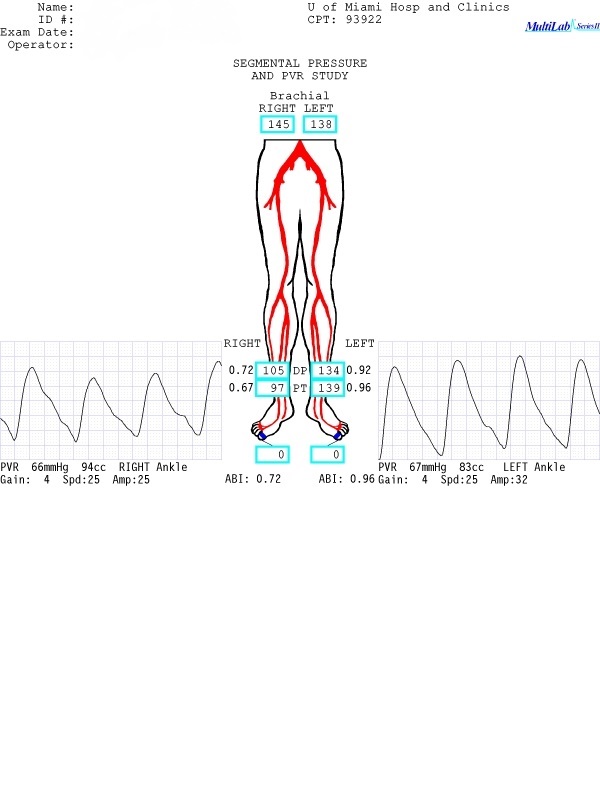 Name:
U of Miami Hosp and Clinics
ID #:
CPT: 93922
Exam Date:
Operator:
MultiLab Series II
SEGMENTAL PRESSURE
AND PVR STUDY
Brachial
RIGHT LEFT
145 138
RIGHT LEFT
0.72 105 DP 134 0.92
0.67 97 PT 139 0.96
0 0
PVR 66mmHg 94cc RIGHT Ankle
Gain: 4 Spd:25 Amp:25
ABI: 0.72 ABI: 0.96
PVR 67mmHg 83cc LEFT Ankle
Gain: 4 Spd:25 Amp:32